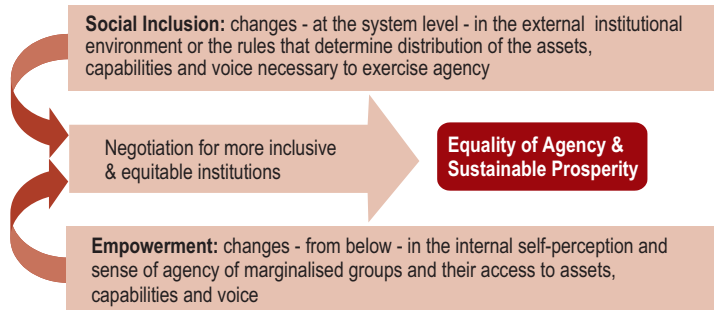 Social Inclusion: changes - at the system level - in the external institutional
environment or the rules that determine distribution of the assets,
capabilities and voice necessary to exercise agency
Negotiation for more inclusive
& equitable institutions
Equality of Agency &
Sustainable Prosperity
Empowerment: changes - from below - in the internal self-perception and
sense of agency of marginalised groups and their access to assets,
capabilities and voice